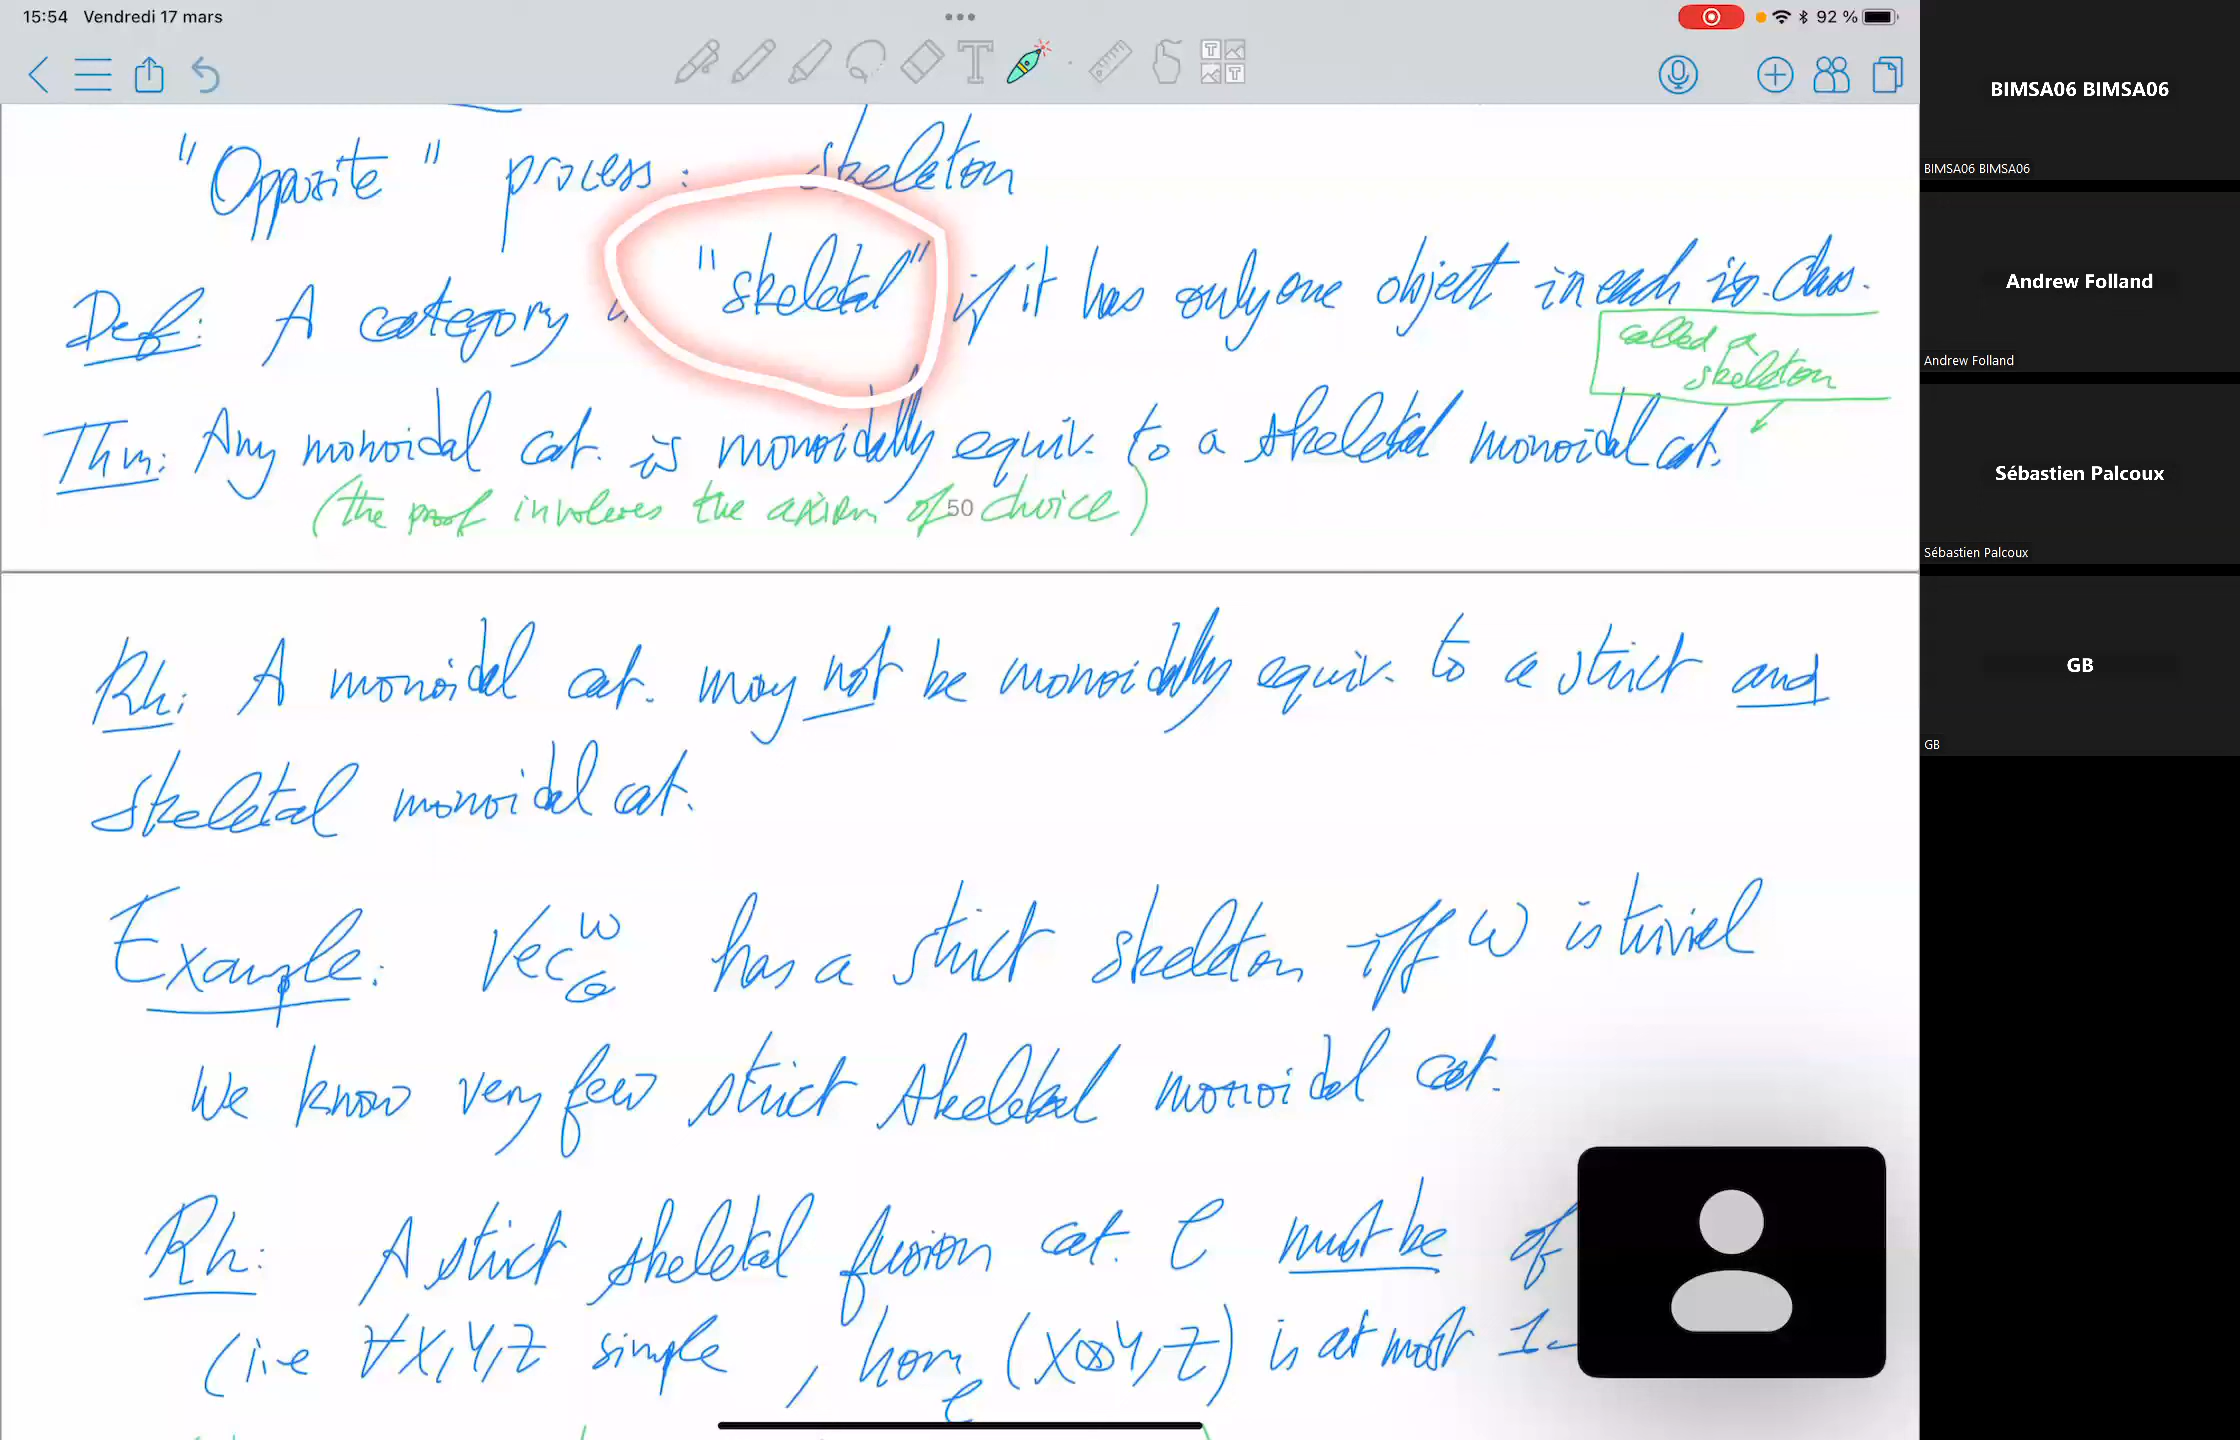 15:54 Vendredi 17 mars
92 %
"Opposite" process: skeleton
Def: A category is "skeletal" if it has only one object in each iso. class.
called a
skeleton
Thm: Any monoidal cat. is monoidally equiv. to a skeletal monoidal cat.
(the proof involves the axiom of choice)
50
Rk: A monoidal cat. may not be monoidally equiv. to a strict and
skeletal monoidal cat.
Example: Vec_G^ω has a strict skeleton iff ω is trivial
We know very few strict skeletal monoidal cat.
Rk: A strict skeletal fusion cat. C must be of
(i.e ∀X,Y,Z simple, hom_C (X⊗Y,Z) is at most 1-
BIMSA06 BIMSA06
BIMSA06 BIMSA06
Andrew Folland
Andrew Folland
Sébastien Palcoux
Sébastien Palcoux
GB
GB